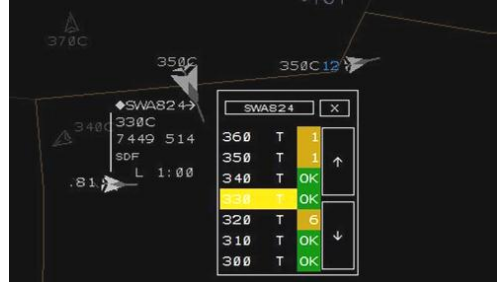 370C
350C
350C 12
◆SWA824→
330C
340C
7449 514
SDF
L 1:00
.81
SWA824 X
360 T 1
350 T 1
340 T OK
330 T OK
320 T 6
310 T OK
300 T OK